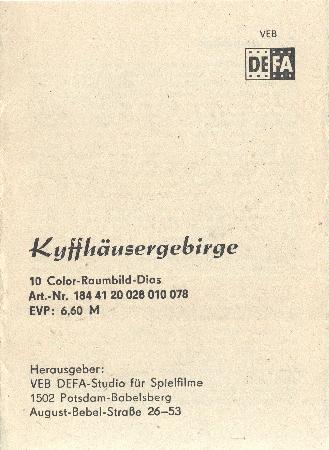 VEB
DEFA
Kyffhäusergebirge
10 Color-Raumbild-Dias
Art.-Nr. 184 41 20 028 010 078
EVP: 6,60 M
Herausgeber:
VEB DEFA-Studio für Spielfilme
1502 Potsdam-Babelsberg
August-Bebel-Straße 26–53